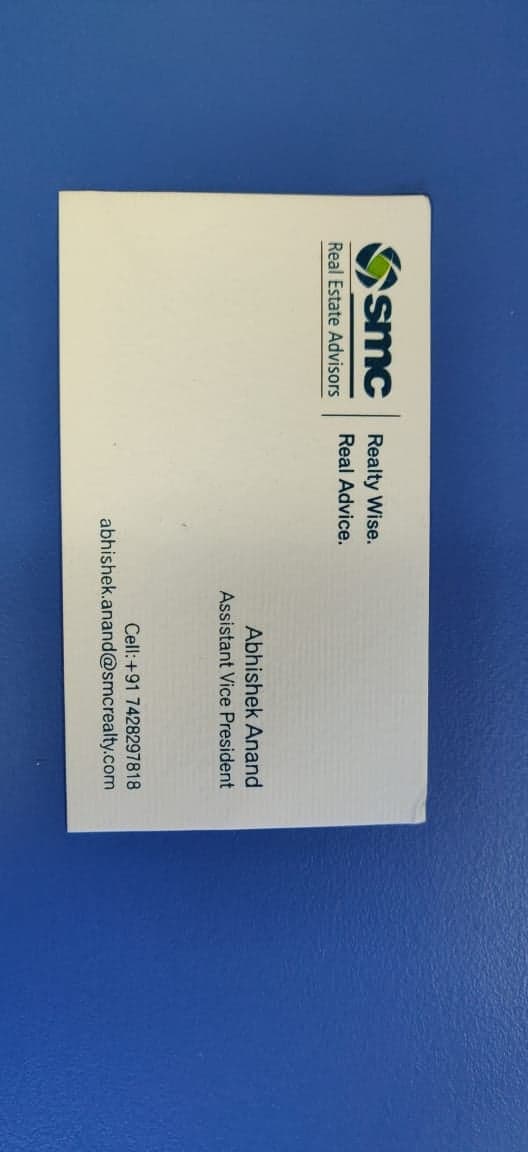 smc
Real Estate Advisors
Realty Wise.
Real Advice.
Abhishek Anand
Assistant Vice President
Cell:+91 7428297818
abhishek.anand@smcrealty.com